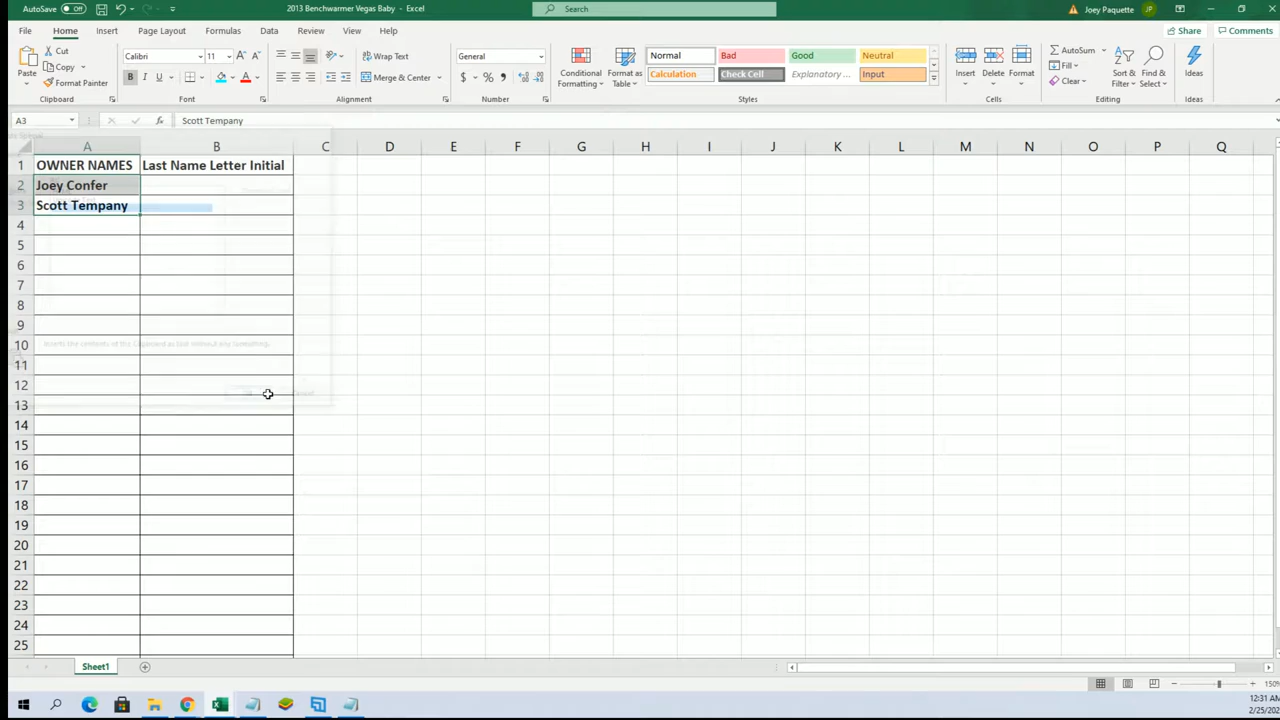 AutoSave Off 2013 Benchwarmer Vegas Baby - Excel Search Joey Paquette JP
File Home Insert Page Layout Formulas Data Review View Help Share Comments
Paste Cut Copy Format Painter Clipboard
Calibri 11 B I U A A A Font
Wrap Text Merge & Center Alignment
General $ % Number
Conditional Formatting Format as Table
Normal Bad Good Neutral
Calculation Check Cell Explanatory ... Input
Styles
Insert Delete Format Cells
AutoSum Fill Clear Sort & Filter Find & Select Editing
Ideas Ideas
A3 fx Scott Tempany
A B C D E F G H I J K L M N O P Q
1 OWNER NAMES Last Name Letter Initial
2 Joey Confer
3 Scott Tempany
4
5
6
7
8
9
10
11
12
13
14
15
16
17
18
19
20
21
22
23
24
25
Sheet1
150%
12:31 AM
2/25/202